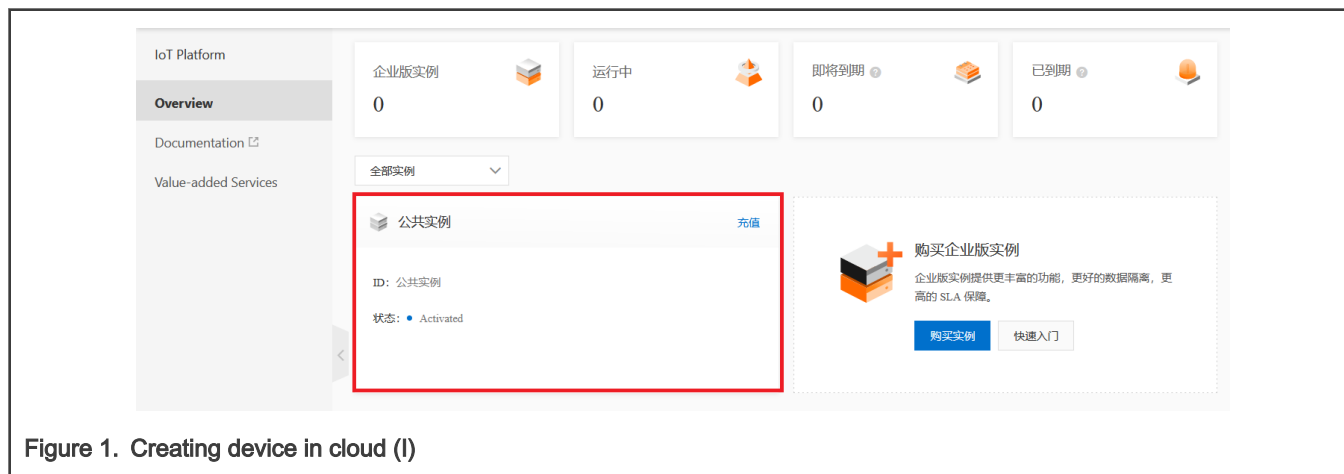 IoT Platform
Overview
Documentation
Value-added Services
企业版实例
0
运行中
0
即将到期
0
已到期
0
全部实例
公共实例
充值
ID: 公共实例
状态: Activated
购买企业版实例
企业版实例提供更丰富的功能，更好的数据隔离，更
高的 SLA 保障。
购买实例
快速入门
Figure 1. Creating device in cloud (I)